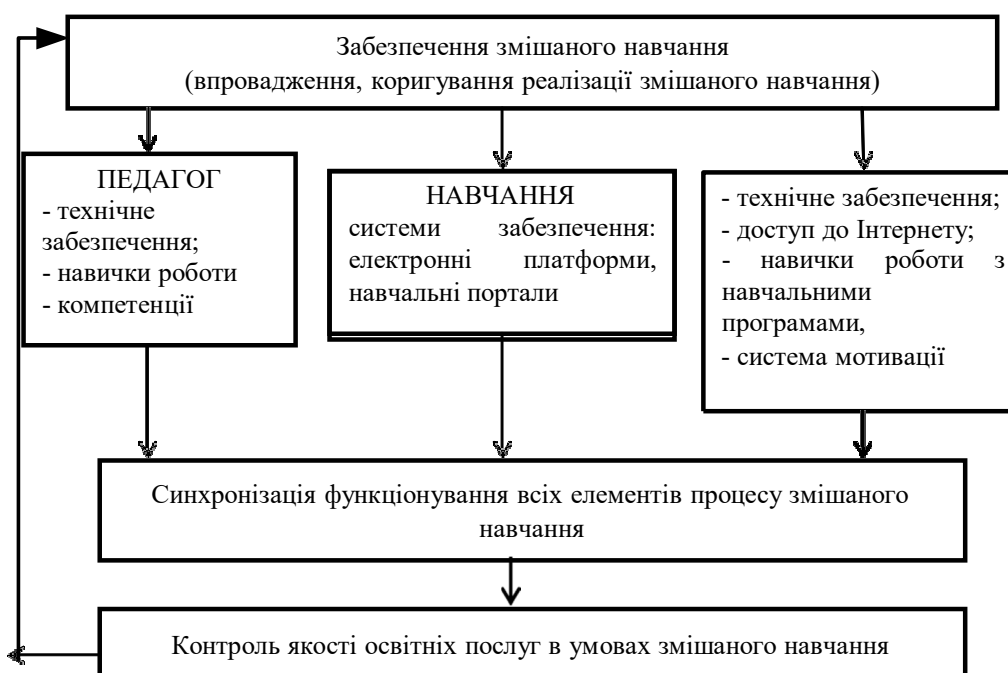 Забезпечення змішаного навчання
(впровадження, коригування реалізації змішаного навчання)
ПЕДАГОГ
- технічне
забезпечення;
- навички роботи
- компетенції
НАВЧАННЯ
системи забезпечення:
електронні платформи,
навчальні портали
- технічне забезпечення;
- доступ до Інтернету;
- навички роботи з
навчальними
програмами,
- система мотивації
Синхронізація функціонування всіх елементів процесу змішаного
навчання
Контроль якості освітніх послуг в умовах змішаного навчання